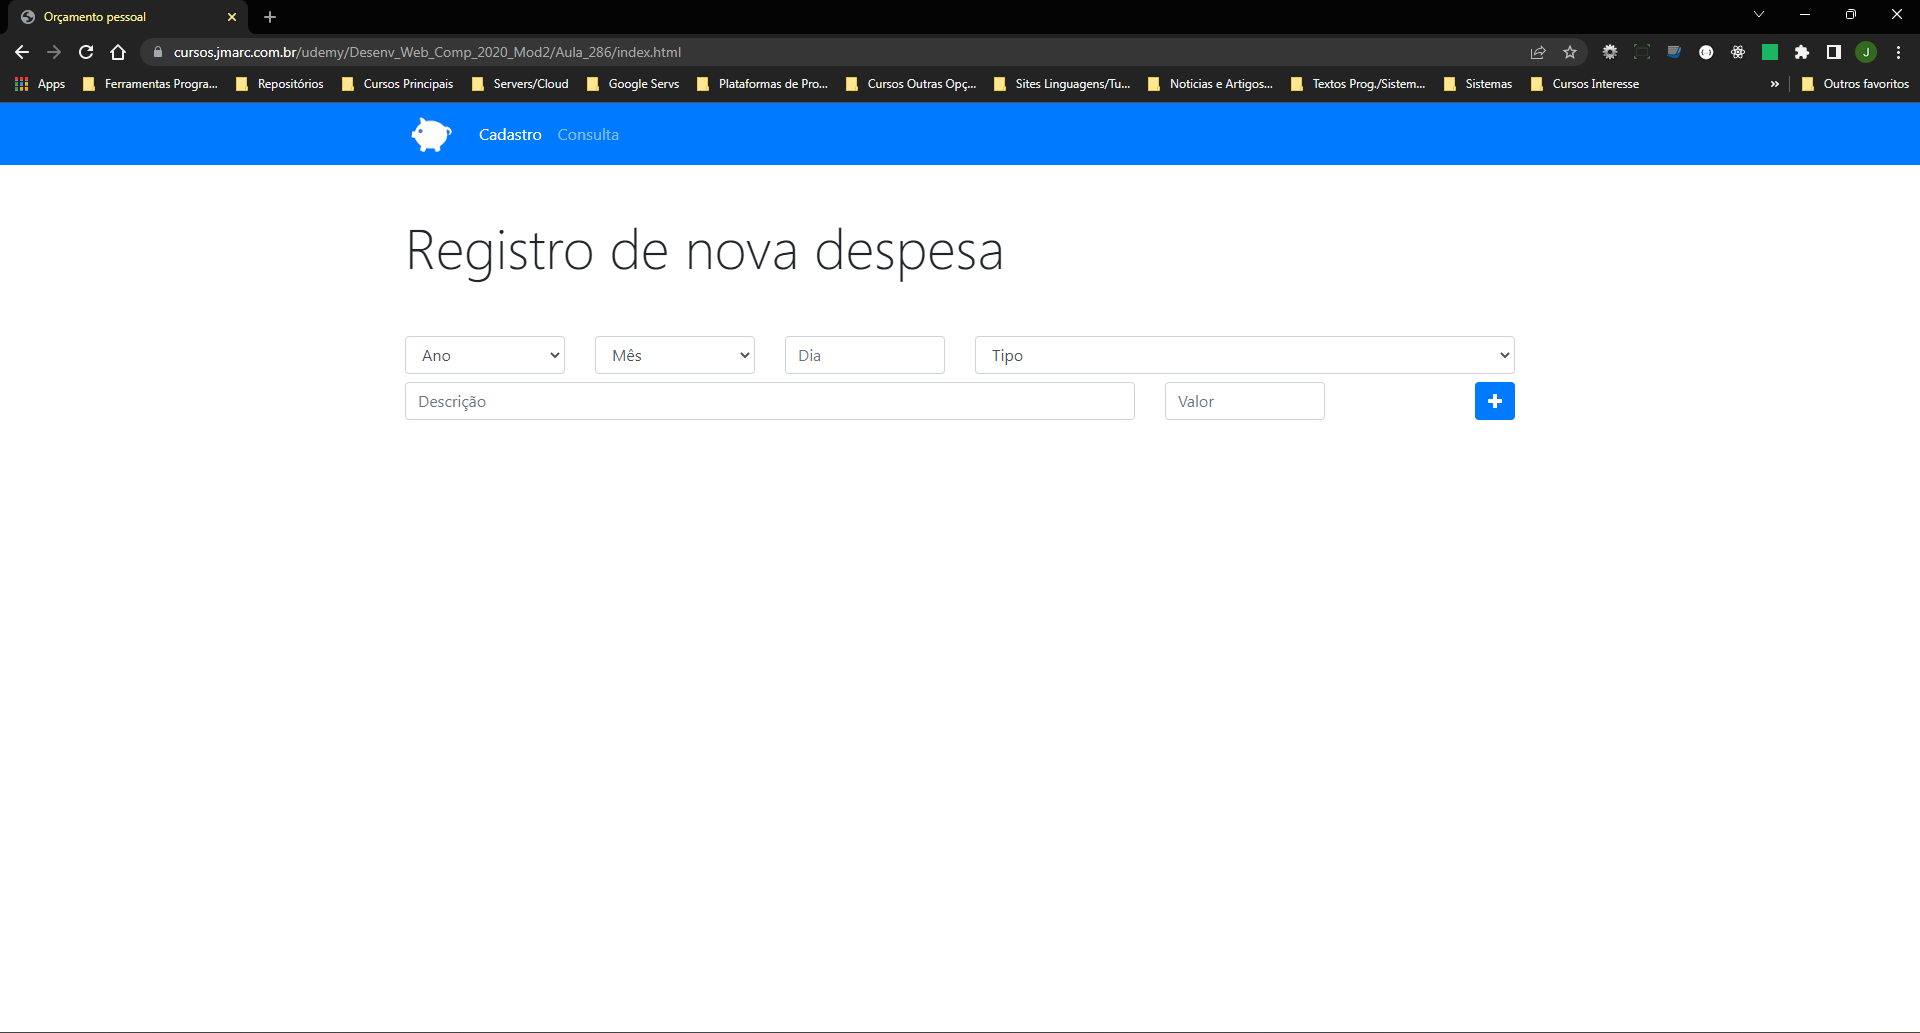 Orçamento pessoal
cursos.jmarc.com.br/udemy/Desenv_Web_Comp_2020_Mod2/Aula_286/index.html
J
Apps Ferramentas Progra... Repositórios Cursos Principais Servers/Cloud Google Servs Plataformas de Pro... Cursos Outras Opç... Sites Linguagens/Tu... Noticias e Artigos... Textos Prog./Sistem... Sistemas Cursos Interesse » Outros favoritos
Cadastro Consulta
Registro de nova despesa
Ano Mês Dia Tipo
Descrição Valor